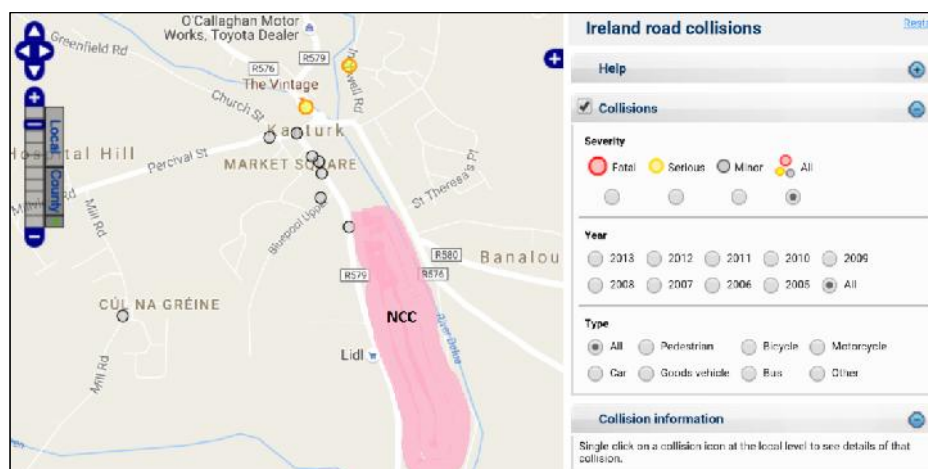 O'Callaghan Motor
Works, Toyota Dealer
Greenfield Rd
R579
R576
The Vintage
Church St
Kanturk
Percival St
MARKET SQUARE
Hospital Hill
Local
County
Mill Rd
St Theresa's Pl
Bluepool Upper
R580
Banalou
R579
R576
CÚL NA GRÉINE
NCC
Lidl
Mill Rd
Ireland road collisions
Help
Collisions
Severity
Fatal Serious Minor All
Year
2013 2012 2011 2010 2009
2008 2007 2006 2005 All
Type
All Pedestrian Bicycle Motorcycle
Car Goods vehicle Bus Other
Collision information
Single click on a collision icon at the local level to see details of that
collision.